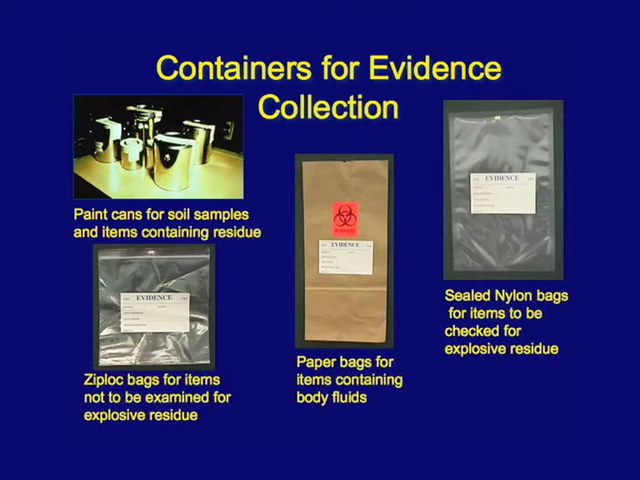 Containers for Evidence
Collection
Paint cans for soil samples
and items containing residue
EVIDENCE
Ziploc bags for items
not to be examined for
explosive residue
EVIDENCE
Paper bags for
items containing
body fluids
EVIDENCE
Sealed Nylon bags
for items to be
checked for
explosive residue